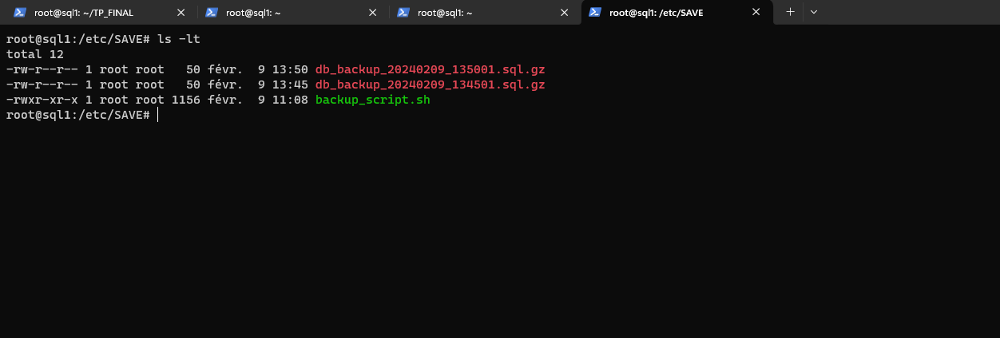 root@sql1: ~/TP_FINAL
root@sql1: ~
root@sql1: ~
root@sql1: /etc/SAVE
root@sql1:/etc/SAVE# ls -lt
total 12
-rw-r--r-- 1 root root   50 févr.  9 13:50 db_backup_20240209_135001.sql.gz
-rw-r--r-- 1 root root   50 févr.  9 13:45 db_backup_20240209_134501.sql.gz
-rwxr-xr-x 1 root root 1156 févr.  9 11:08 backup_script.sh
root@sql1:/etc/SAVE#